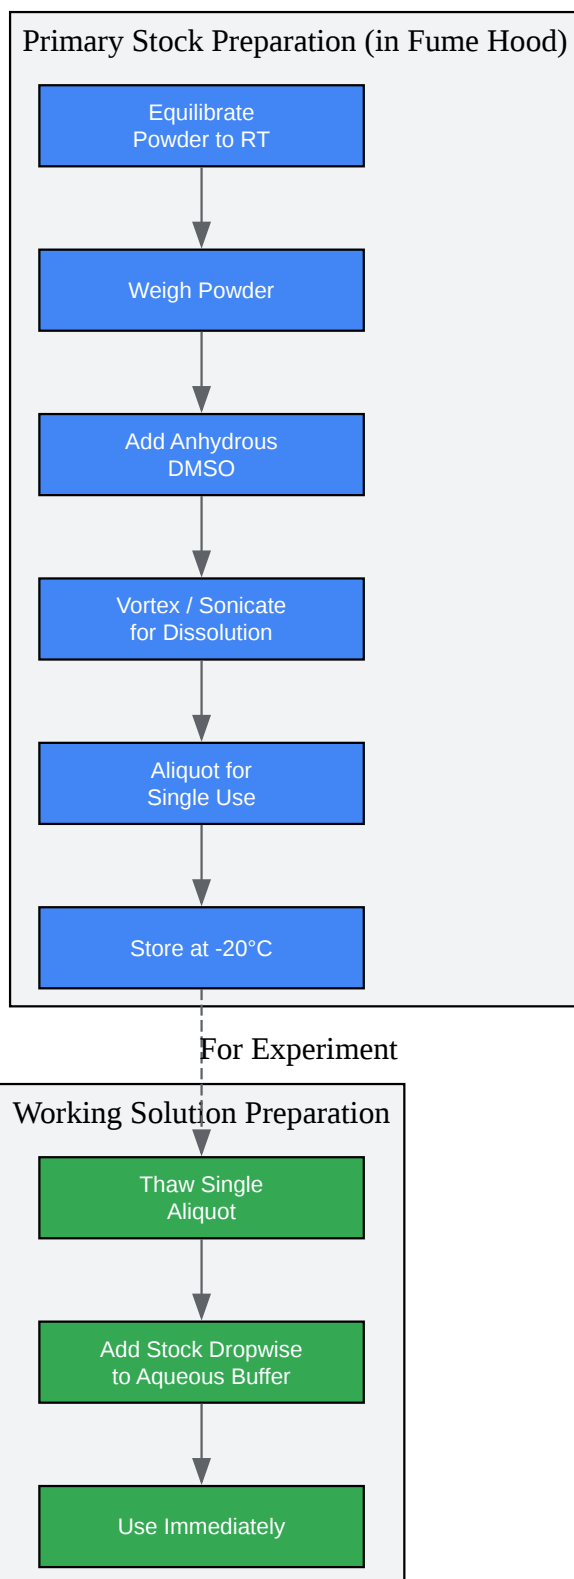 Primary Stock Preparation (in Fume Hood)
Equilibrate
Powder to RT
Weigh Powder
Add Anhydrous
DMSO
Vortex / Sonicate
for Dissolution
Aliquot for
Single Use
Store at -20°C
For Experiment
Working Solution Preparation
Thaw Single
Aliquot
Add Stock Dropwise
to Aqueous Buffer
Use Immediately